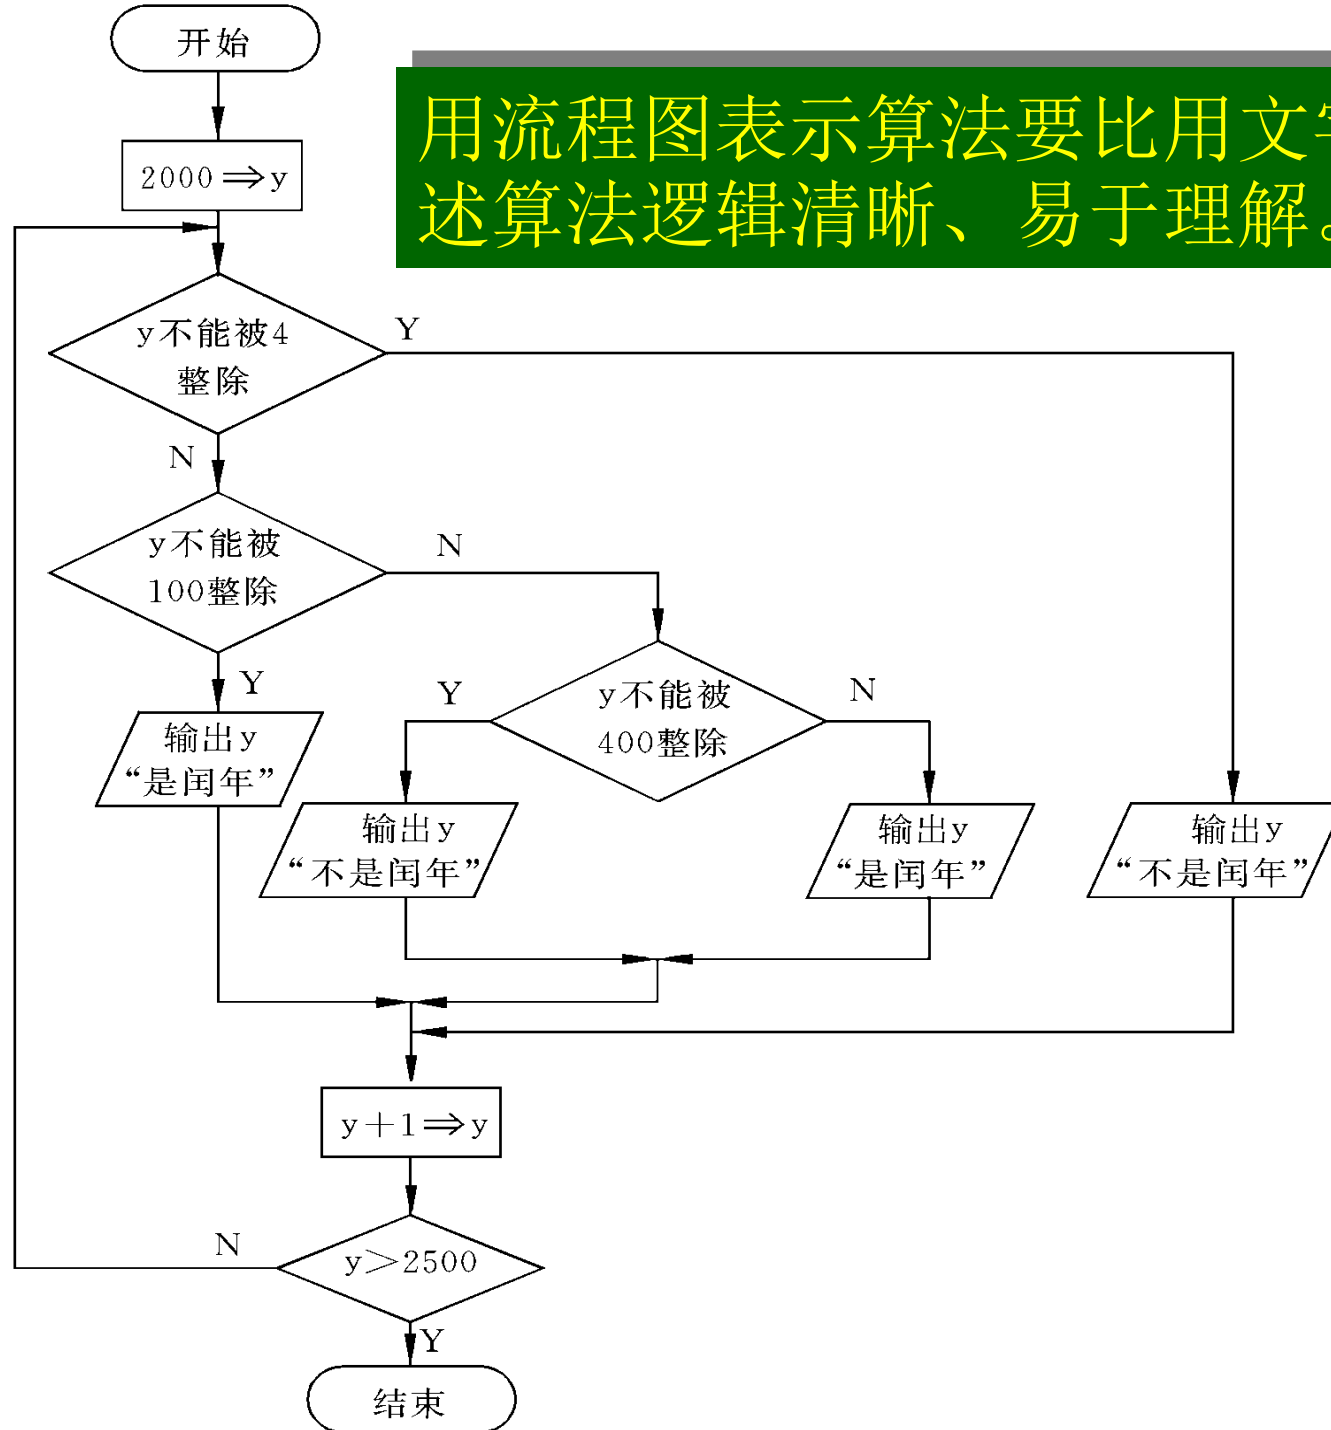 开始
用流程图表示算法要比用文
述算法逻辑清晰、易于理解。
2000⇒y
y不能被4
整除
Y
N
y不能被
100整除
N
Y
y不能被
400整除
Y
N
输出y
“是闰年”
输出y
“不是闰年”
输出y
“是闰年”
输出y
“不是闰年”
y+1⇒y
y>2500
N
Y
结束